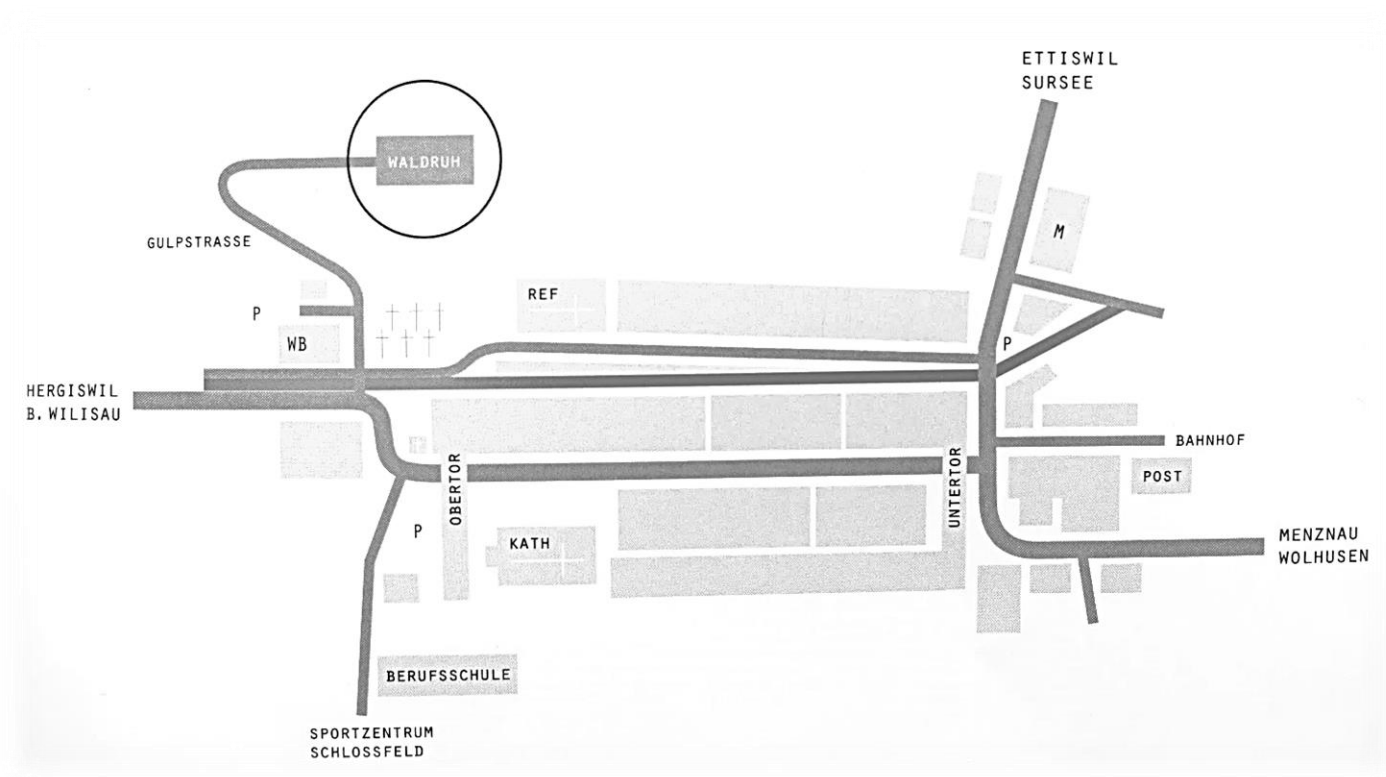 ETTISWIL
SURSEE
WALDRUH
GULPSTRASSE
M
P
REF
WB
P
HERGISWIL
B. WILISAU
BAHNHOF
OBERTOR
UNTERTOR
POST
P
KATH
MENZNAU
WOLHUSEN
BERUFSSCHULE
SPORTZENTRUM
SCHLOSSFELD